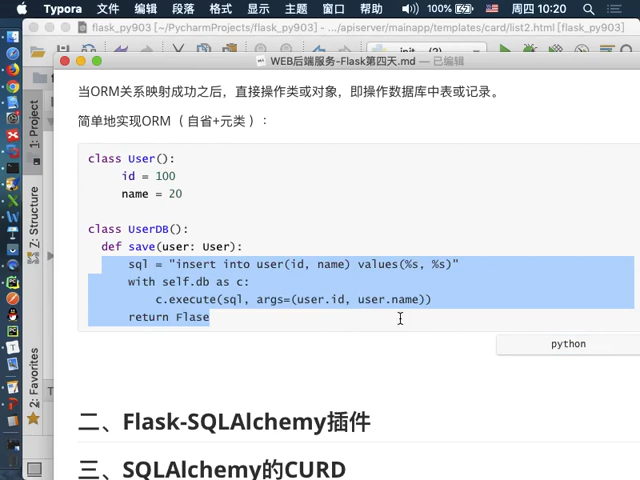 Typora 文件 编辑 段落 格式 显示 主题 窗口 帮助 100% 周四 10:20
flask_py903 [~/PycharmProjects/flask_py903] - .../apiserver/mainapp/templates/card/list2.html [flask_py903]
WEB后端服务-Flask第四天.md — 已编辑
1: Project
7: Structure
2: Favorites
当ORM关系映射成功之后，直接操作类或对象，即操作数据库中表或记录。
简单地实现ORM（自省+元类）：
class User():
id = 100
name = 20
class UserDB():
def save(user: User):
sql = "insert into user(id, name) values(%s, %s)"
with self.db as c:
c.execute(sql, args=(user.id, user.name))
return Flase
python
二、Flask-SQLAlchemy插件
三、SQLAlchemy的CURD